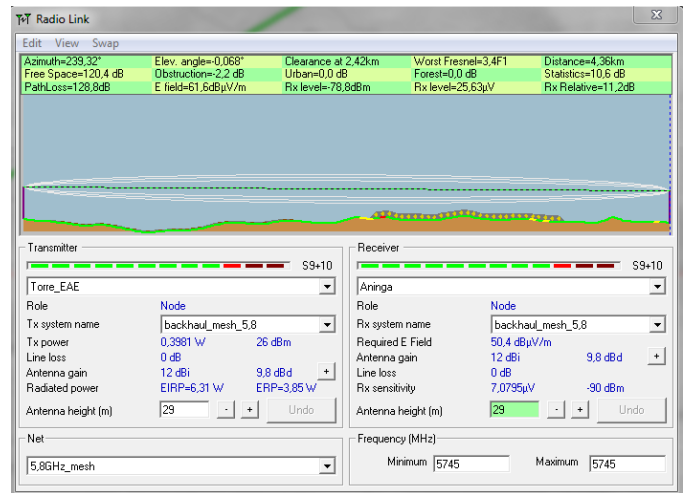 Radio Link
Edit View Swap
Azimuth=239,32° Elev. angle=-0,068° Clearance at 2,42km Worst Fresnel=3,4F1 Distance=4,36km
Free Space=120,4 dB Obstruction=-2,2 dB Urban=0,0 dB Forest=0,0 dB Statistics=10,6 dB
PathLoss=128,8dB E field=61,6dBµV/m Rx level=-78,8dBm Rx level=25,63µV Rx Relative=11,2dB
Transmitter
S9+10
Torre_EAE
Role Node
Tx system name backhaul_mesh_5,8
Tx power 0,3981 W 26 dBm
Line loss 0 dB
Antenna gain 12 dBi 9,8 dBd +
Radiated power EIRP=6,31 W ERP=3,85 W
Antenna height (m) 29 - + Undo
Receiver
S9+10
Aninga
Role Node
Rx system name backhaul_mesh_5,8
Required E Field 50,4 dBµV/m
Antenna gain 12 dBi 9,8 dBd +
Line loss 0 dB
Rx sensitivity 7,0795µV -90 dBm
Antenna height (m) 29 - + Undo
Net
5,8GHz_mesh
Frequency (MHz)
Minimum 5745 Maximum 5745